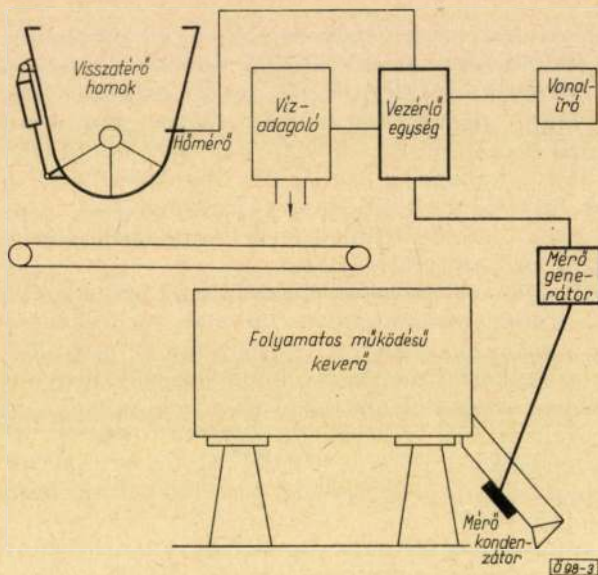 Visszatérő
homok
Hőmérő
Víz-
adagoló
Vezérlő
egység
Vonal-
író
Mérő
gene-
rátor
Folyamatos működésű
keverő
Mérő
konden-
zátor
Ö 98-3